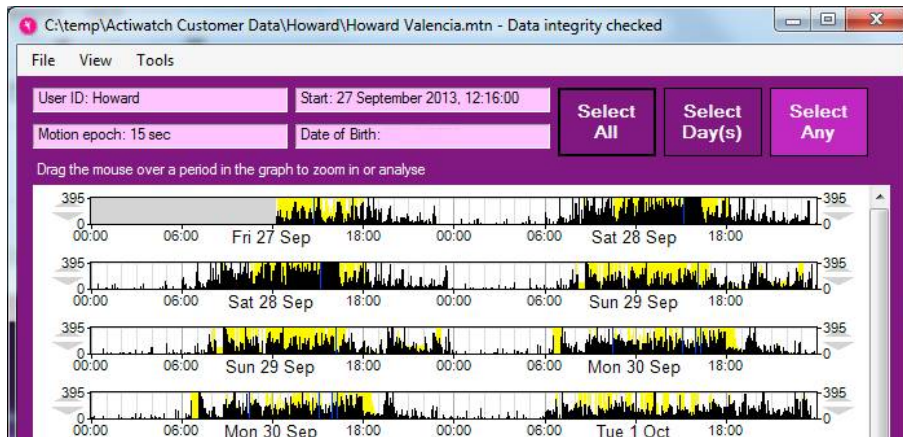 C:\temp\Actiwatch Customer Data\Howard\Howard Valencia.mtn - Data integrity checked
File View Tools
User ID: Howard
Start: 27 September 2013, 12:16:00
Motion epoch: 15 sec
Date of Birth:
Select All
Select Day(s)
Select Any
Drag the mouse over a period in the graph to zoom in or analyse
395 395
0 0
00:00 06:00 Fri 27 Sep 18:00 00:00 06:00 Sat 28 Sep 18:00
395 395
0 0
00:00 06:00 Sat 28 Sep 18:00 00:00 06:00 Sun 29 Sep 18:00
395 395
0 0
00:00 06:00 Sun 29 Sep 18:00 00:00 06:00 Mon 30 Sep 18:00
395 395
0 0
00:00 06:00 Mon 30 Sep 18:00 00:00 06:00 Tue 1 Oct 18:00